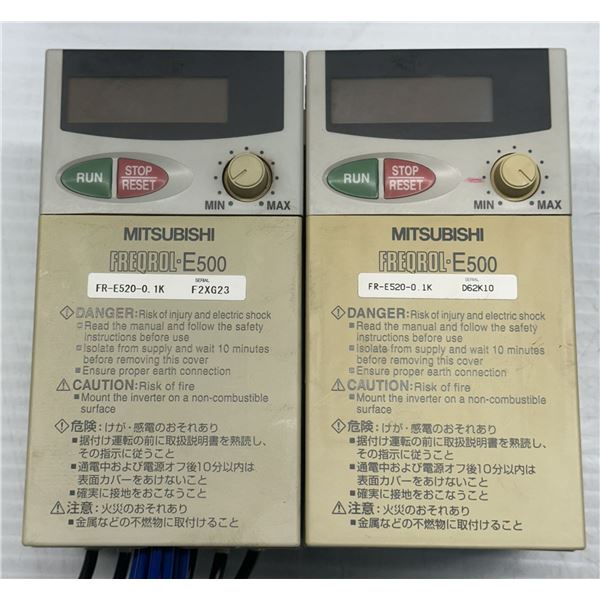 RUN
STOP
RESET
MIN
MAX
MITSUBISHI
FREQROL-E500
SERIAL
FR-E520-0.1K F2XG23
DANGER: Risk of injury and electric shock
Read the manual and follow the safety
instructions before use
Isolate from supply and wait 10 minutes
before removing this cover
Ensure proper earth connection
CAUTION: Risk of fire
Mount the inverter on a non-combustible
surface
危険：けが・感電のおそれあり
据付け運転の前に取扱説明書を熟読し、
その指示に従うこと
通電中および電源オフ後10分以内は
表面カバーをあけないこと
確実に接地をおこなうこと
注意：火災のおそれあり
金属などの不燃物に取付けること
RUN
STOP
RESET
MIN
MAX
MITSUBISHI
FREQROL-E500
SERIAL
FR-E520-0.1K D62K10
DANGER: Risk of injury and electric shock
Read the manual and follow the safety
instructions before use
Isolate from supply and wait 10 minutes
before removing this cover
Ensure proper earth connection
CAUTION: Risk of fire
Mount the inverter on a non-combustible
surface
危険：けが・感電のおそれあり
据付け運転の前に取扱説明書を熟読し、
その指示に従うこと
通電中および電源オフ後10分以内は
表面カバーをあけないこと
確実に接地をおこなうこと
注意：火災のおそれあり
金属などの不燃物に取付けること